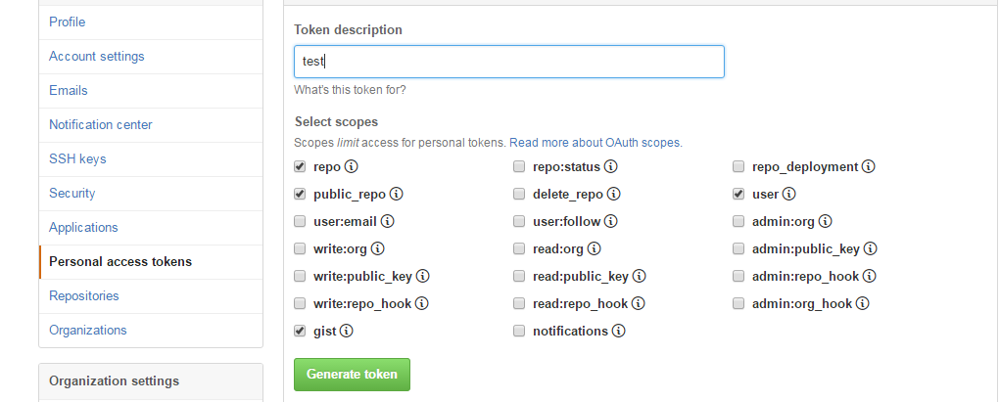 Profile
Account settings
Emails
Notification center
SSH keys
Security
Applications
Personal access tokens
Repositories
Organizations
Organization settings
Token description
test
What's this token for?
Select scopes
Scopes limit access for personal tokens. Read more about OAuth scopes.
repo repo:status repo_deployment
public_repo delete_repo user
user:email user:follow admin:org
write:org read:org admin:public_key
write:public_key read:public_key admin:repo_hook
write:repo_hook read:repo_hook admin:org_hook
gist notifications
Generate token